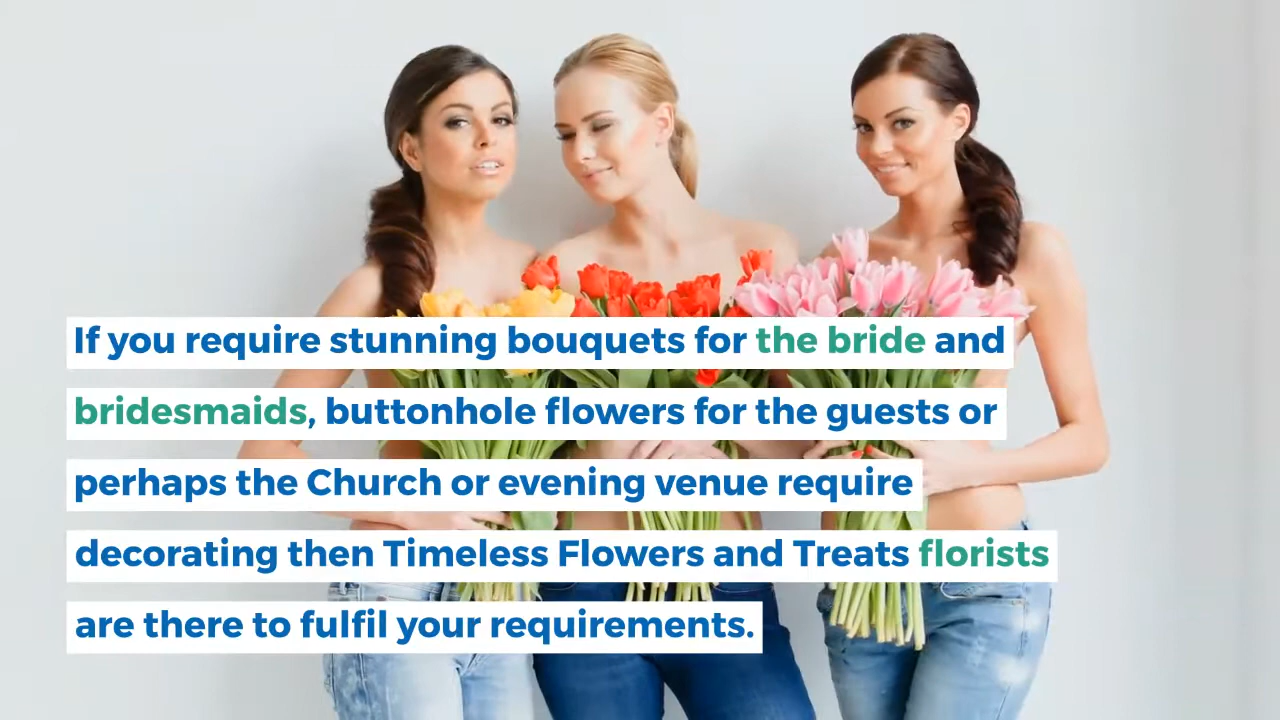 If you require stunning bouquets for the bride and
bridesmaids, buttonhole flowers for the guests or
perhaps the Church or evening venue require
decorating then Timeless Flowers and Treats florists
are there to fulfil your requirements.